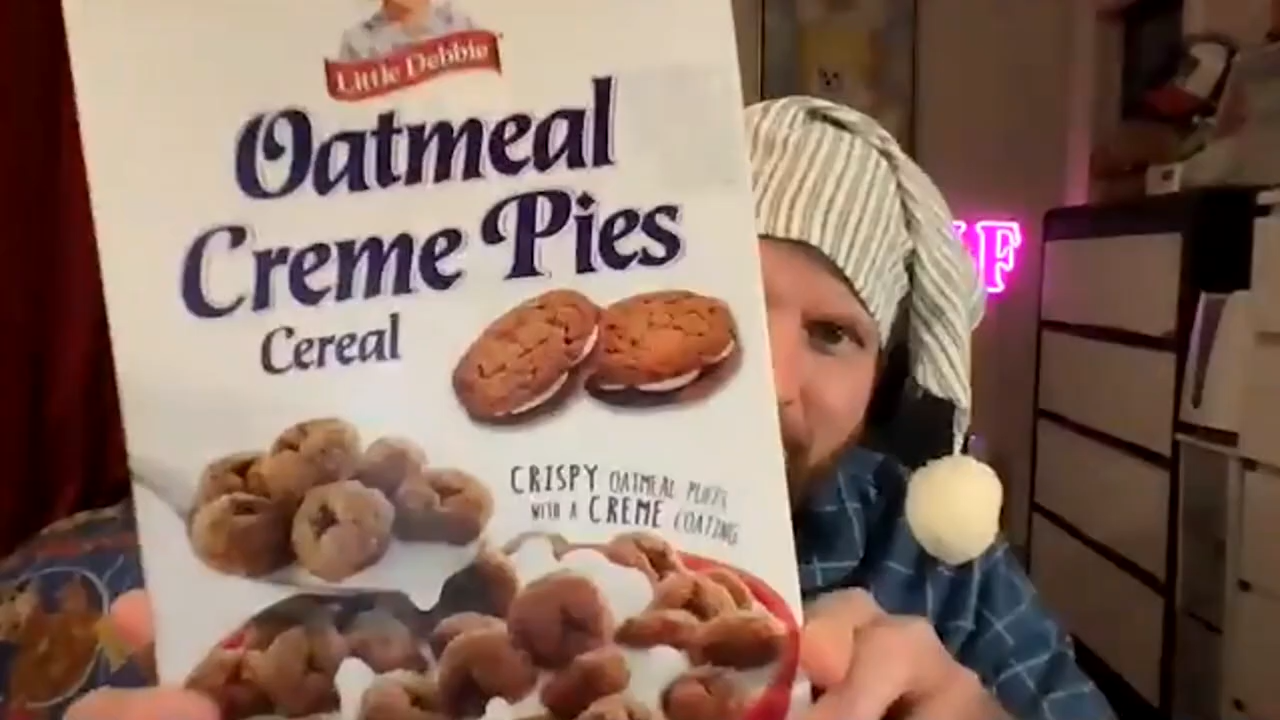 Little Debbie
Oatmeal
Creme Pies
Cereal
CRISPY OATMEAL PUFFS
WITH A CREME COATING
F